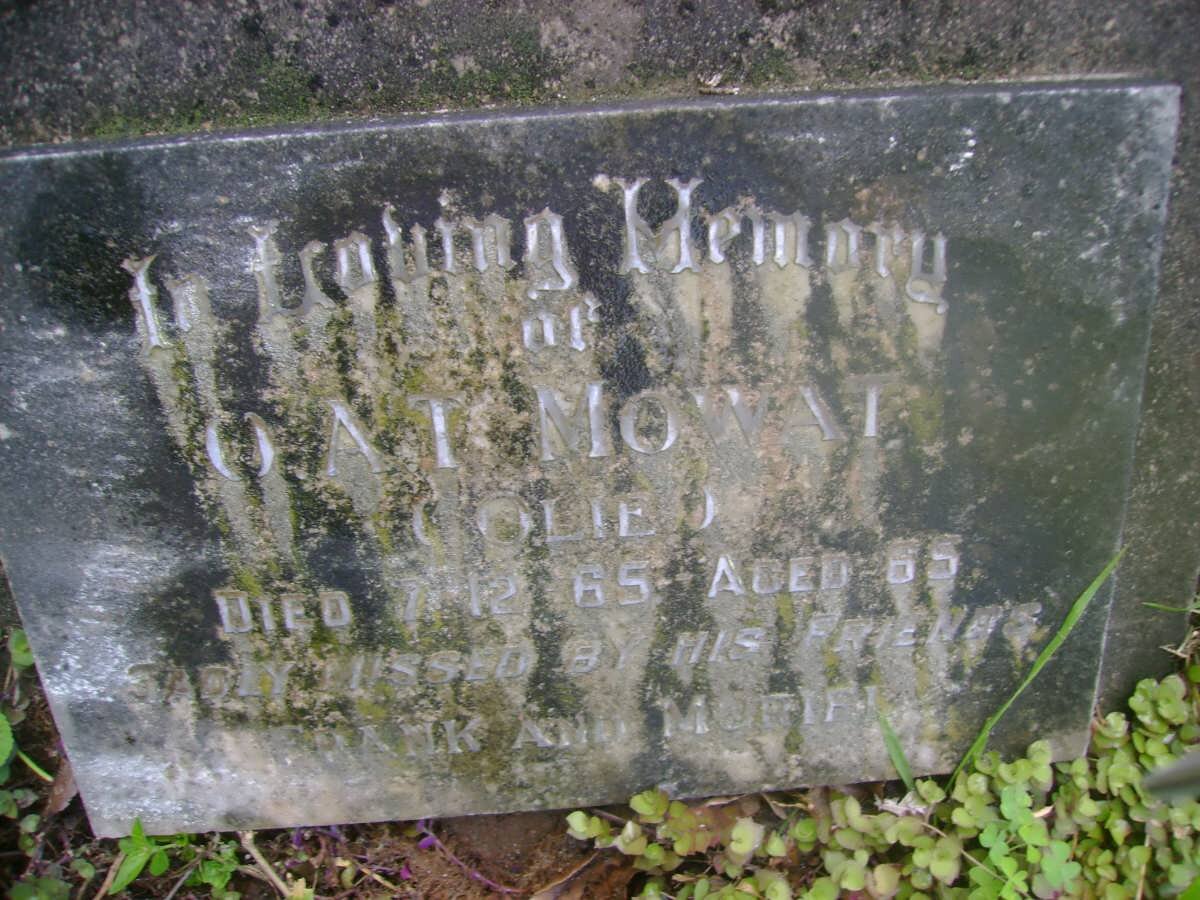 In Loving Memory
of
O A T MOWAT
( OLIE )
DIED 7 12 65 AGED 65
SADLY MISSED BY HIS FRIENDS
FRANK AND MURIEL